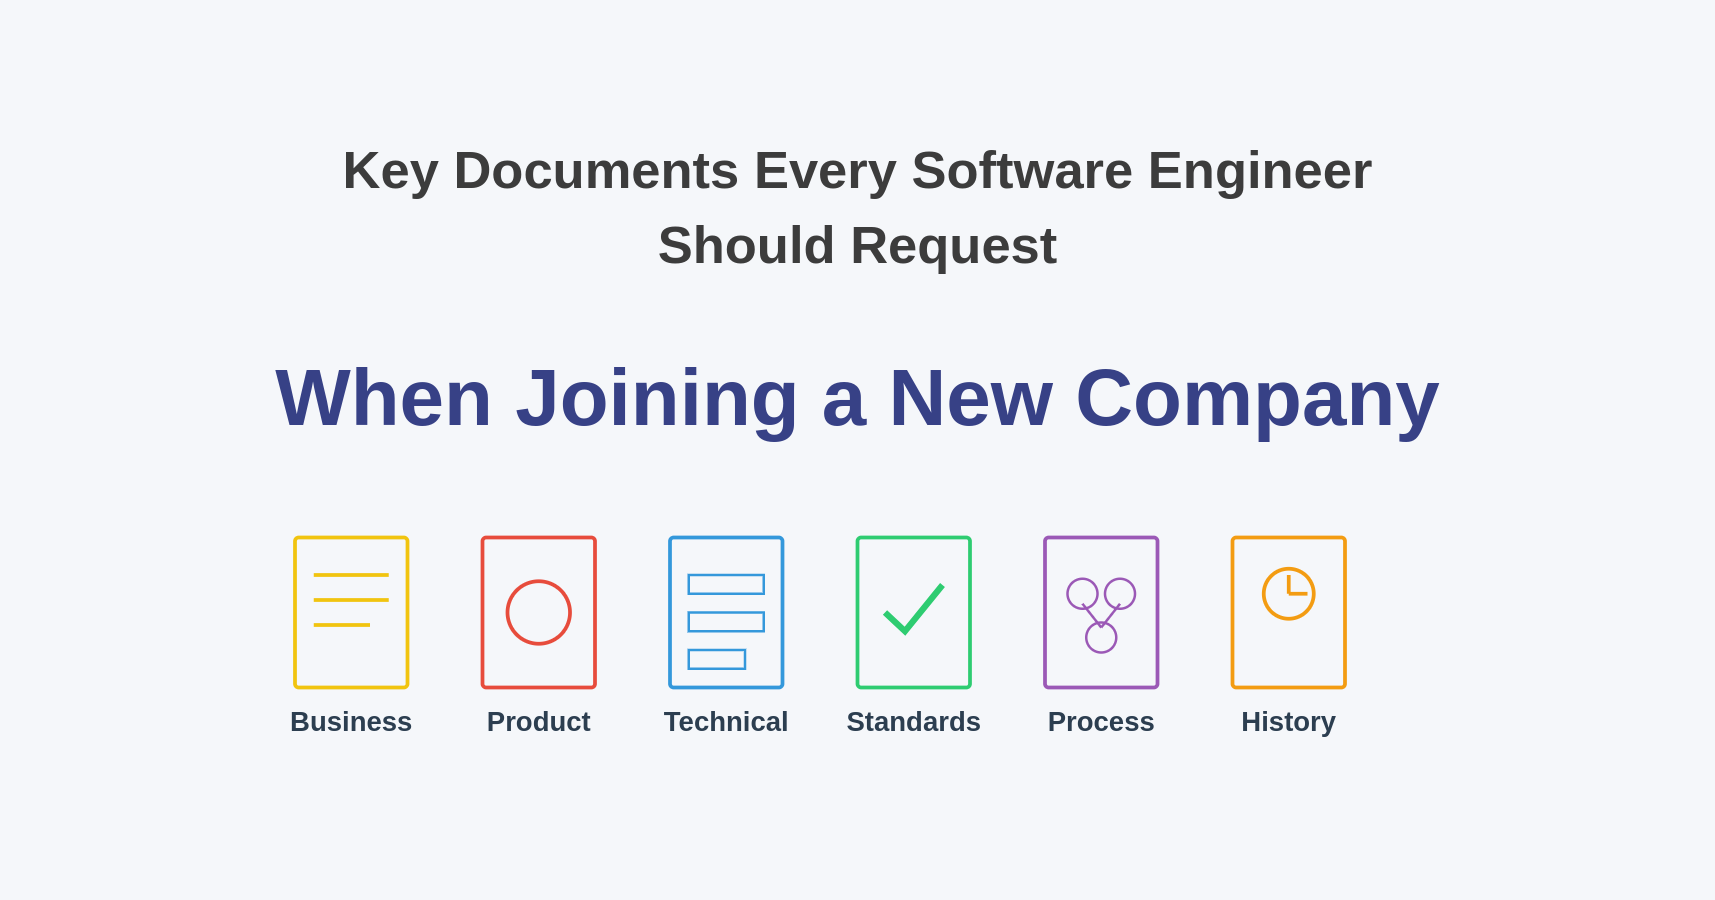 Key Documents Every Software Engineer
Should Request
When Joining a New Company
Business
Product
Technical
Standards
Process
History